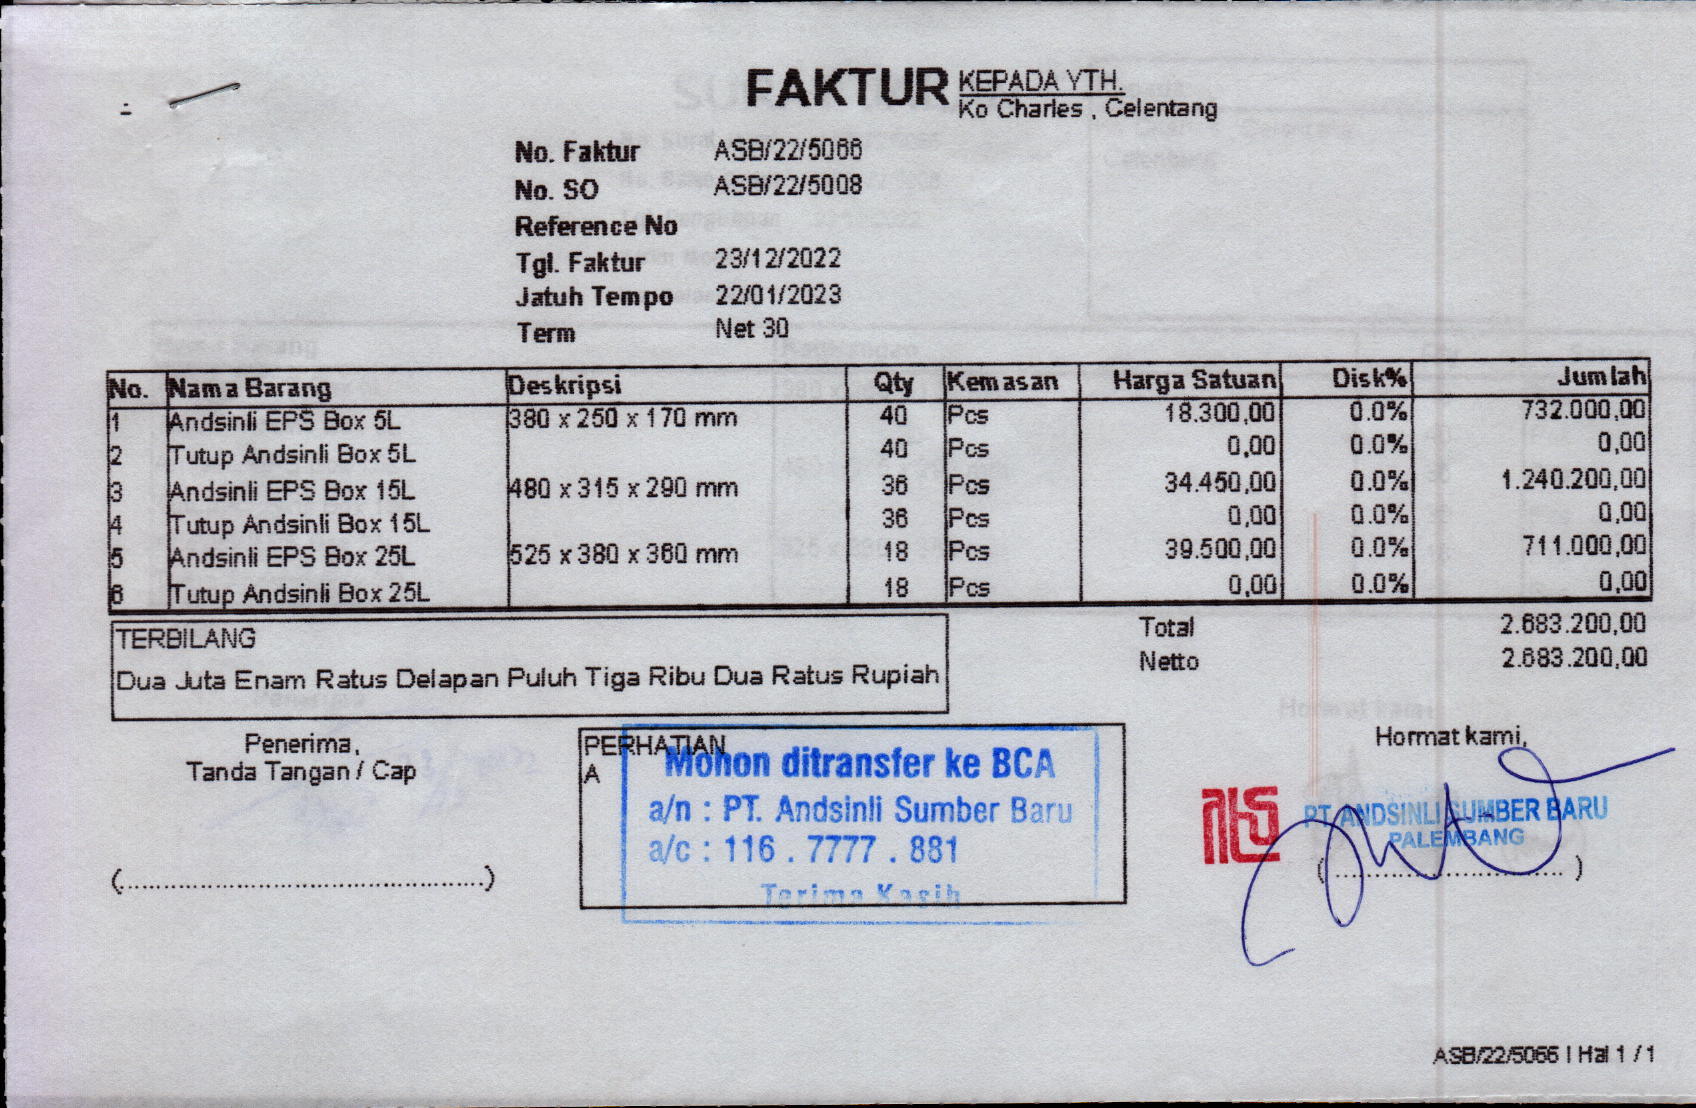 FAKTUR
KEPADA YTH.
Ko Charles , Celentang
No. Faktur ASB/22/5066
No. SO ASB/22/5008
Reference No
Tgl. Faktur 23/12/2022
Jatuh Tempo 22/01/2023
Term Net 30
No. Nama Barang Deskripsi Qty Kemasan Harga Satuan Disk% Jumlah
1 Andsinli EPS Box 5L 380 x 250 x 170 mm 40 Pcs 18.300,00 0.0% 732.000,00
2 Tutup Andsinli Box 5L 40 Pcs 0,00 0.0% 0,00
3 Andsinli EPS Box 15L 480 x 315 x 290 mm 36 Pcs 34.450,00 0.0% 1.240.200,00
4 Tutup Andsinli Box 15L 36 Pcs 0,00 0.0% 0,00
5 Andsinli EPS Box 25L 525 x 380 x 360 mm 18 Pcs 39.500,00 0.0% 711.000,00
6 Tutup Andsinli Box 25L 18 Pcs 0,00 0.0% 0,00
Total 2.683.200,00
Netto 2.683.200,00
TERBILANG
Dua Juta Enam Ratus Delapan Puluh Tiga Ribu Dua Ratus Rupiah
Penerima,
Tanda Tangan / Cap
(................................................)
PERHATIAN
A
Mohon ditransfer ke BCA
a/n : PT. Andsinli Sumber Baru
a/c : 116 . 7777 . 881
Terima Kasih
Hormat kami,
PT. ANDSINLI SUMBER BARU
PALEMBANG
(..............................)
ASB/22/5066 | Hal 1 / 1